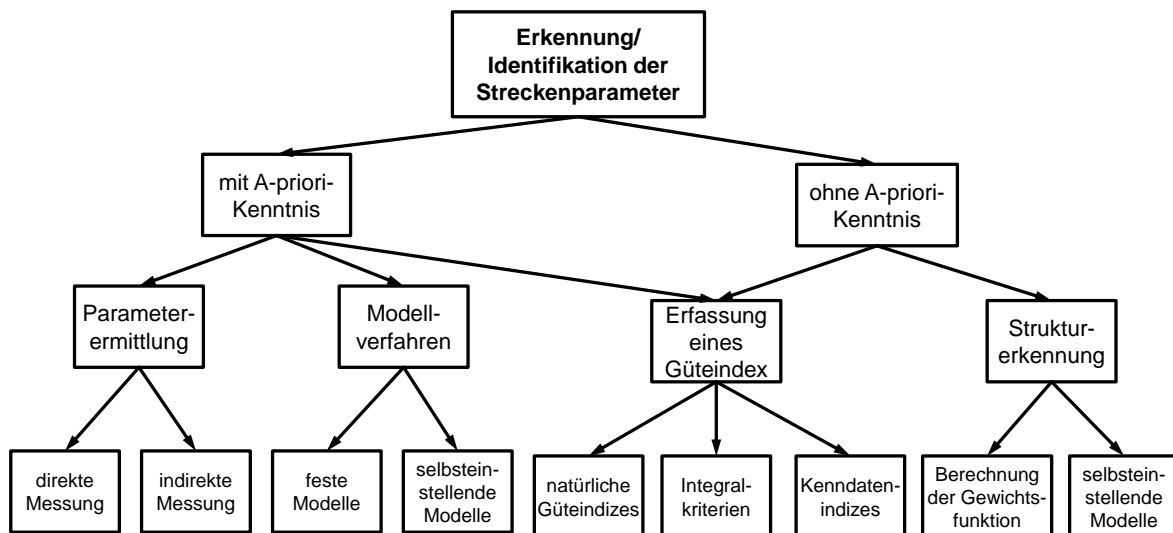 Erkennung/
Identifikation der
Streckenparameter
mit A-priori-
Kenntnis
ohne A-priori-
Kenntnis
Parameter-
ermittlung
Modell-
verfahren
Erfassung
eines
Güteindex
Struktur-
erkennung
direkte
Messung
indirekte
Messung
feste
Modelle
selbstein-
stellende
Modelle
natürliche
Güteindizes
Integral-
kriterien
Kenndaten-
indizes
Berechnung
der Gewichts-
funktion
selbstein-
stellende
Modelle